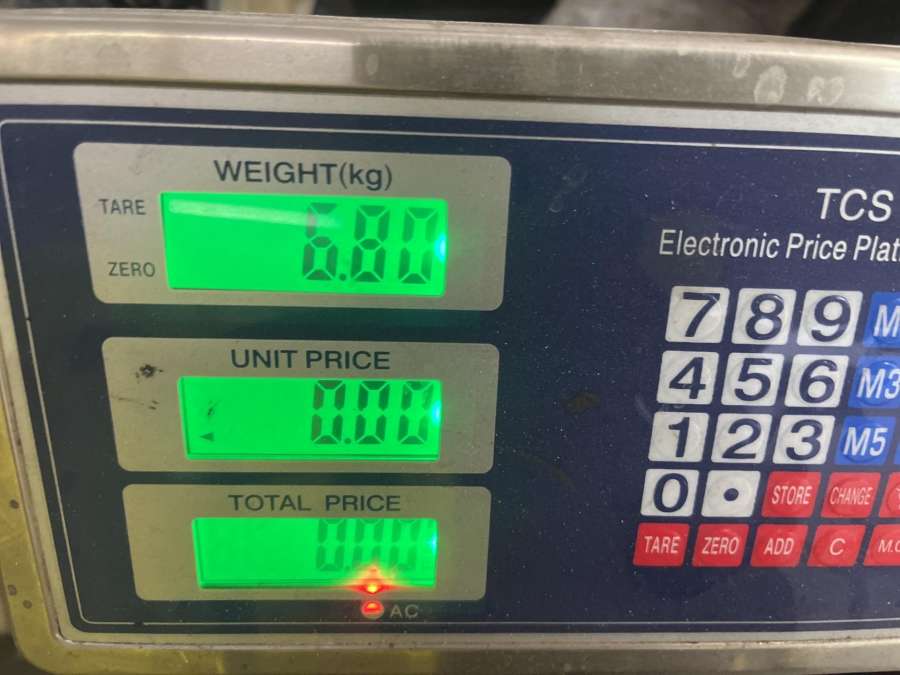 WEIGHT(kg)
TARE
ZERO
6.80
UNIT PRICE
0.00
TOTAL PRICE
0.00
AC
TCS
Electronic Price
7 8 9
4 5 6 M3
1 2 3 M5
0 . STORE CHANGE
TARE ZERO ADD C